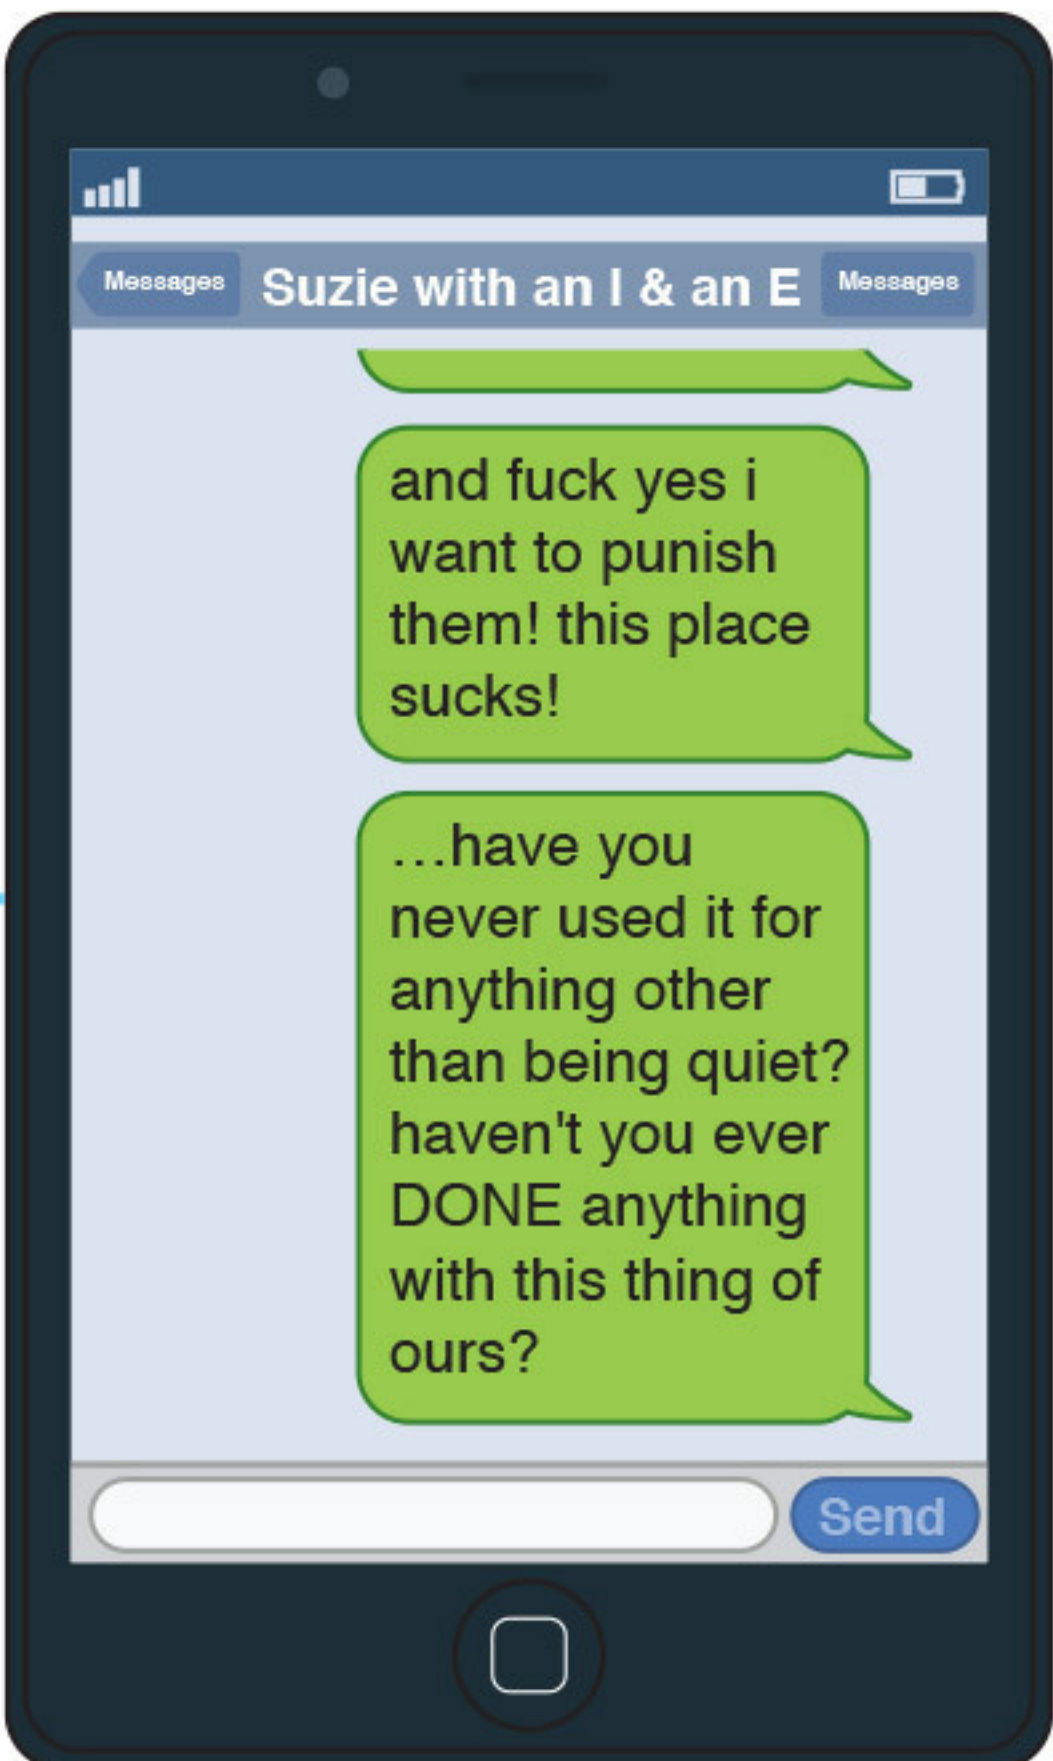 Messages Suzie with an I & an E Messages
and fuck yes i
want to punish
them! this place
sucks!
...have you
never used it for
anything other
than being quiet?
haven't you ever
DONE anything
with this thing of
ours?
Send